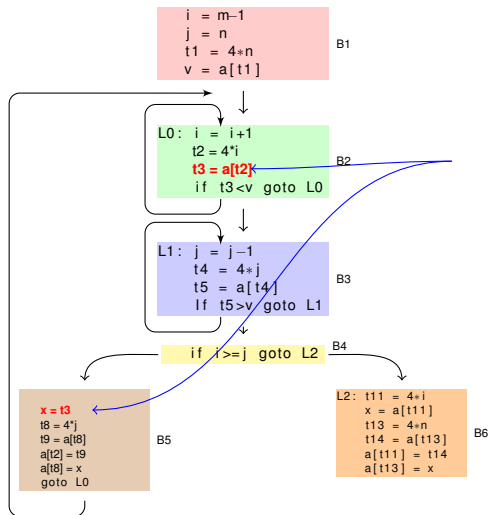 i = m-1
j = n
t1 = 4*n
v = a[t1]
B1
L0: i = i+1
t2 = 4*i
t3 = a[t2]
if t3<v goto L0
B2
L1: j = j-1
t4 = 4*j
t5 = a[t4]
If t5>v goto L1
B3
if i>=j goto L2
B4
x = t3
t8 = 4*j
t9 = a[t8]
a[t2] = t9
a[t8] = x
goto L0
B5
L2: t11 = 4*i
x = a[t11]
t13 = 4*n
t14 = a[t13]
a[t11] = t14
a[t13] = x
B6